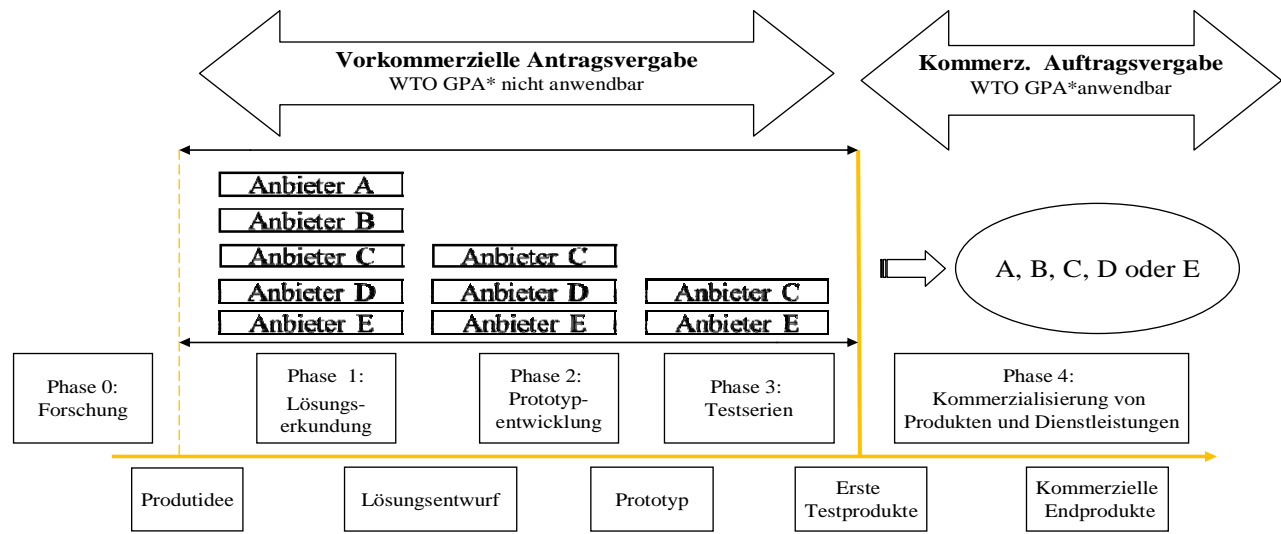 Vorkommerzielle Antragsvergabe
WTO GPA* nicht anwendbar
Kommerz. Auftragsvergabe
WTO GPA*anwendbar
Anbieter A
Anbieter B
Anbieter C
Anbieter D
Anbieter E
Anbieter C
Anbieter D
Anbieter E
Anbieter C
Anbieter E
A, B, C, D oder E
Phase 0:
Forschung
Phase 1:
Lösungs-
erkundung
Phase 2:
Prototyp-
entwicklung
Phase 3:
Testserien
Phase 4:
Kommerzialisierung von
Produkten und Dienstleistungen
Produtidee
Lösungsentwurf
Prototyp
Erste
Testprodukte
Kommerzielle
Endprodukte